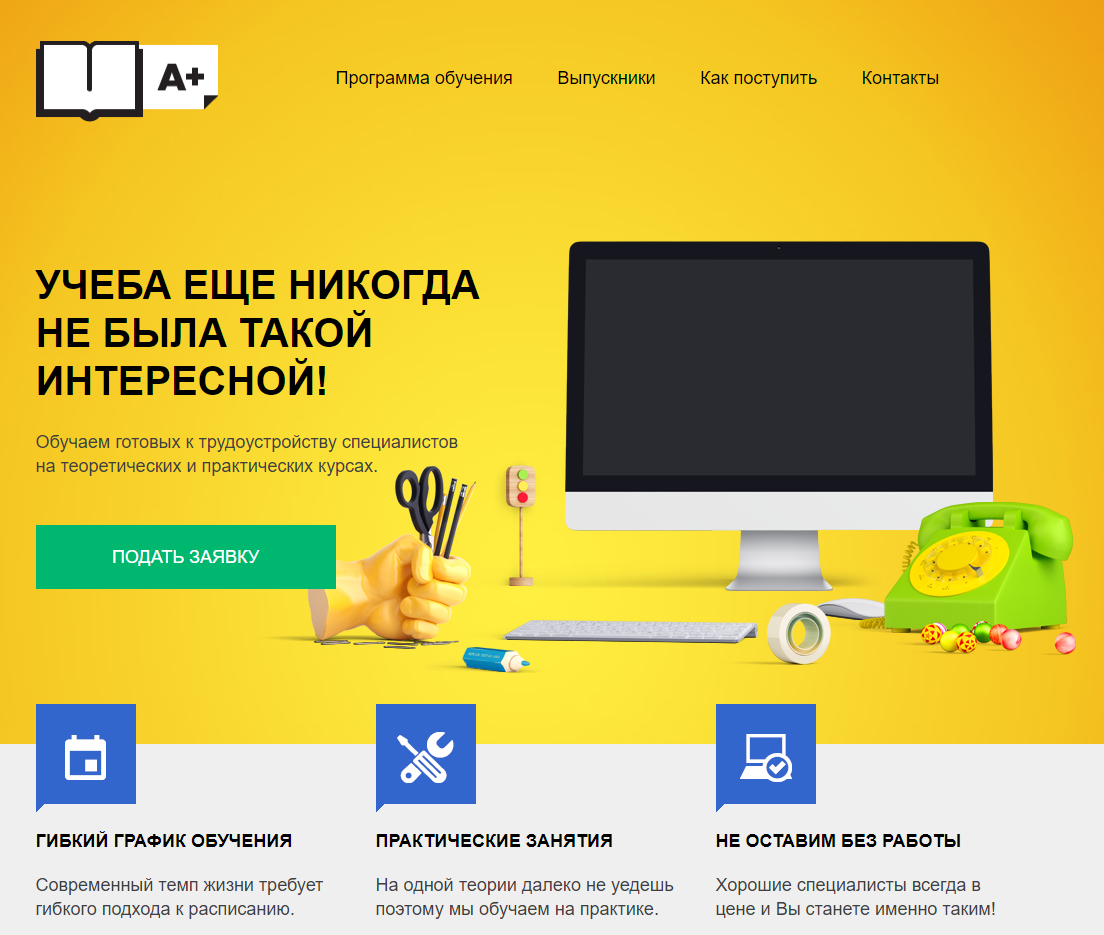 A+
Программа обучения
Выпускники
Как поступить
Контакты
УЧЕБА ЕЩЕ НИКОГДА
НЕ БЫЛА ТАКОЙ
ИНТЕРЕСНОЙ!
Обучаем готовых к трудоустройству специалистов
на теоретических и практических курсах.
ПОДАТЬ ЗАЯВКУ
ГИБКИЙ ГРАФИК ОБУЧЕНИЯ
Современный темп жизни требует
гибкого подхода к расписанию.
ПРАКТИЧЕСКИЕ ЗАНЯТИЯ
На одной теории далеко не уедешь
поэтому мы обучаем на практике.
НЕ ОСТАВИМ БЕЗ РАБОТЫ
Хорошие специалисты всегда в
цене и Вы станете именно таким!